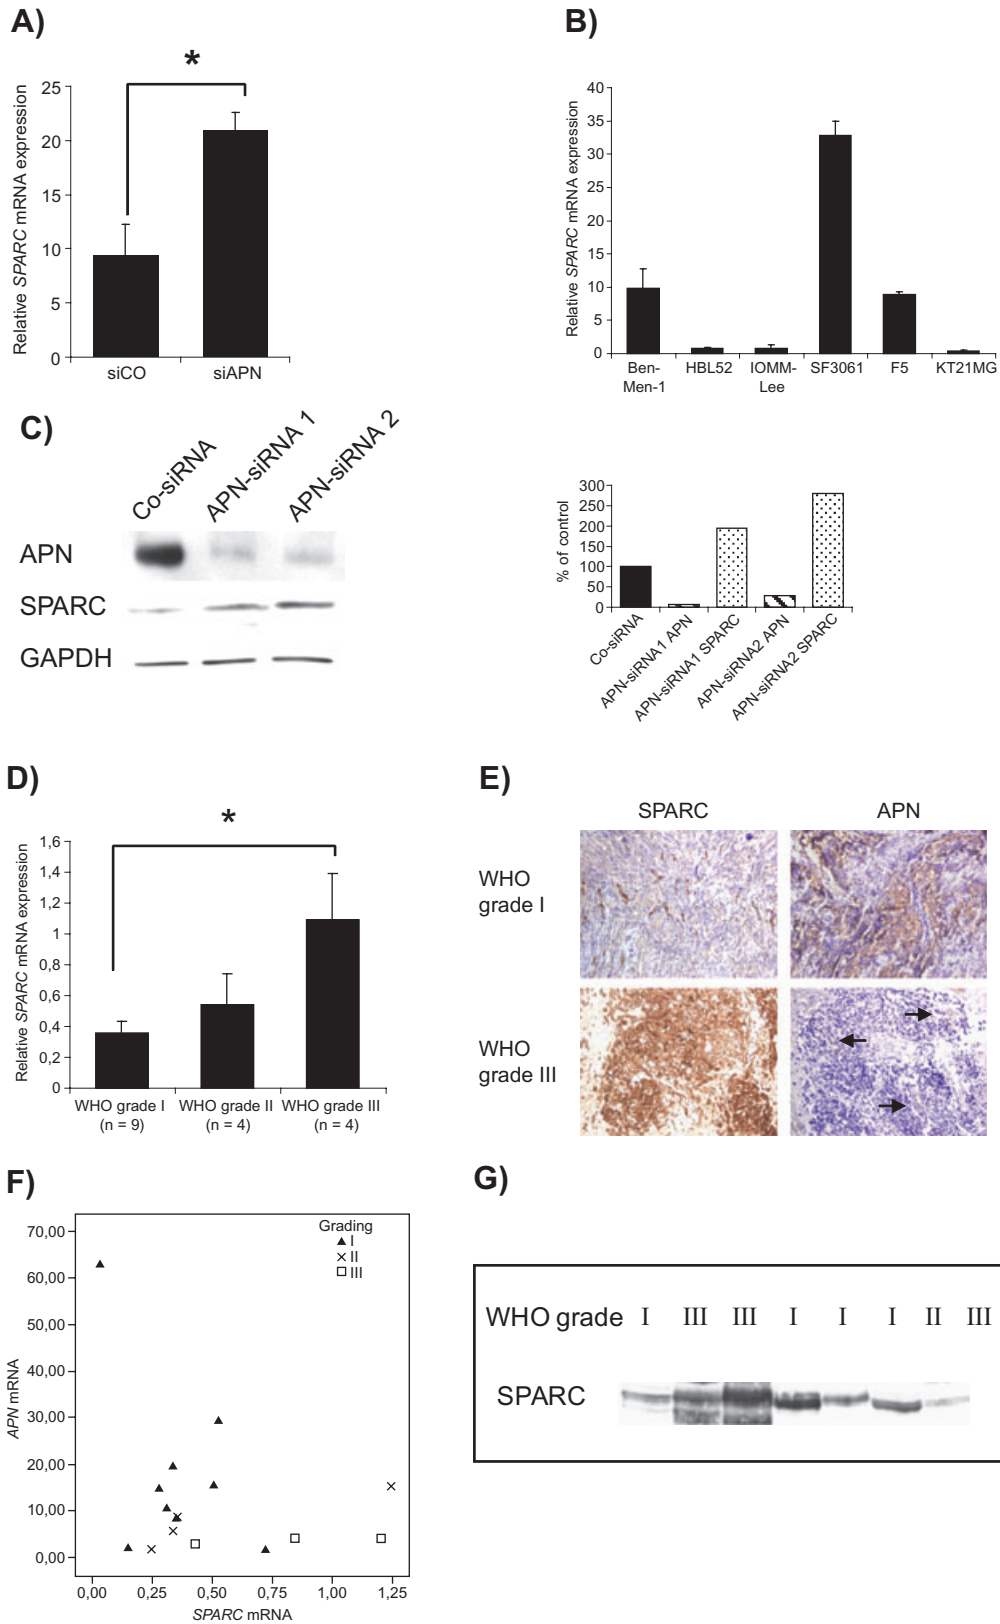 A)
*
Relative SPARC mRNA expression
25
20
15
10
5
0
siCO
siAPN
B)
Relative SPARC mRNA expression
40
35
30
25
20
15
10
5
0
Ben-
Men-1
HBL52
IOMM-
Lee
SF3061
F5
KT21MG
C)
Co-siRNA
APN-siRNA 1
APN-siRNA 2
APN
SPARC
GAPDH
% of control
300
250
200
150
100
50
0
Co-siRNA
APN-siRNA1 APN
APN-siRNA1 SPARC
APN-siRNA2 APN
APN-siRNA2 SPARC
D)
*
Relative SPARC mRNA expression
1,6
1,4
1,2
1
0,8
0,6
0,4
0,2
0
WHO grade I
(n = 9)
WHO grade II
(n = 4)
WHO grade III
(n = 4)
E)
SPARC
APN
WHO
grade I
WHO
grade III
F)
Grading
I
II
III
APN mRNA
70,00
60,00
50,00
40,00
30,00
20,00
10,00
0,00
0,00
0,25
0,50
0,75
1,00
1,25
SPARC mRNA
G)
WHO grade I III III I I I II III
SPARC